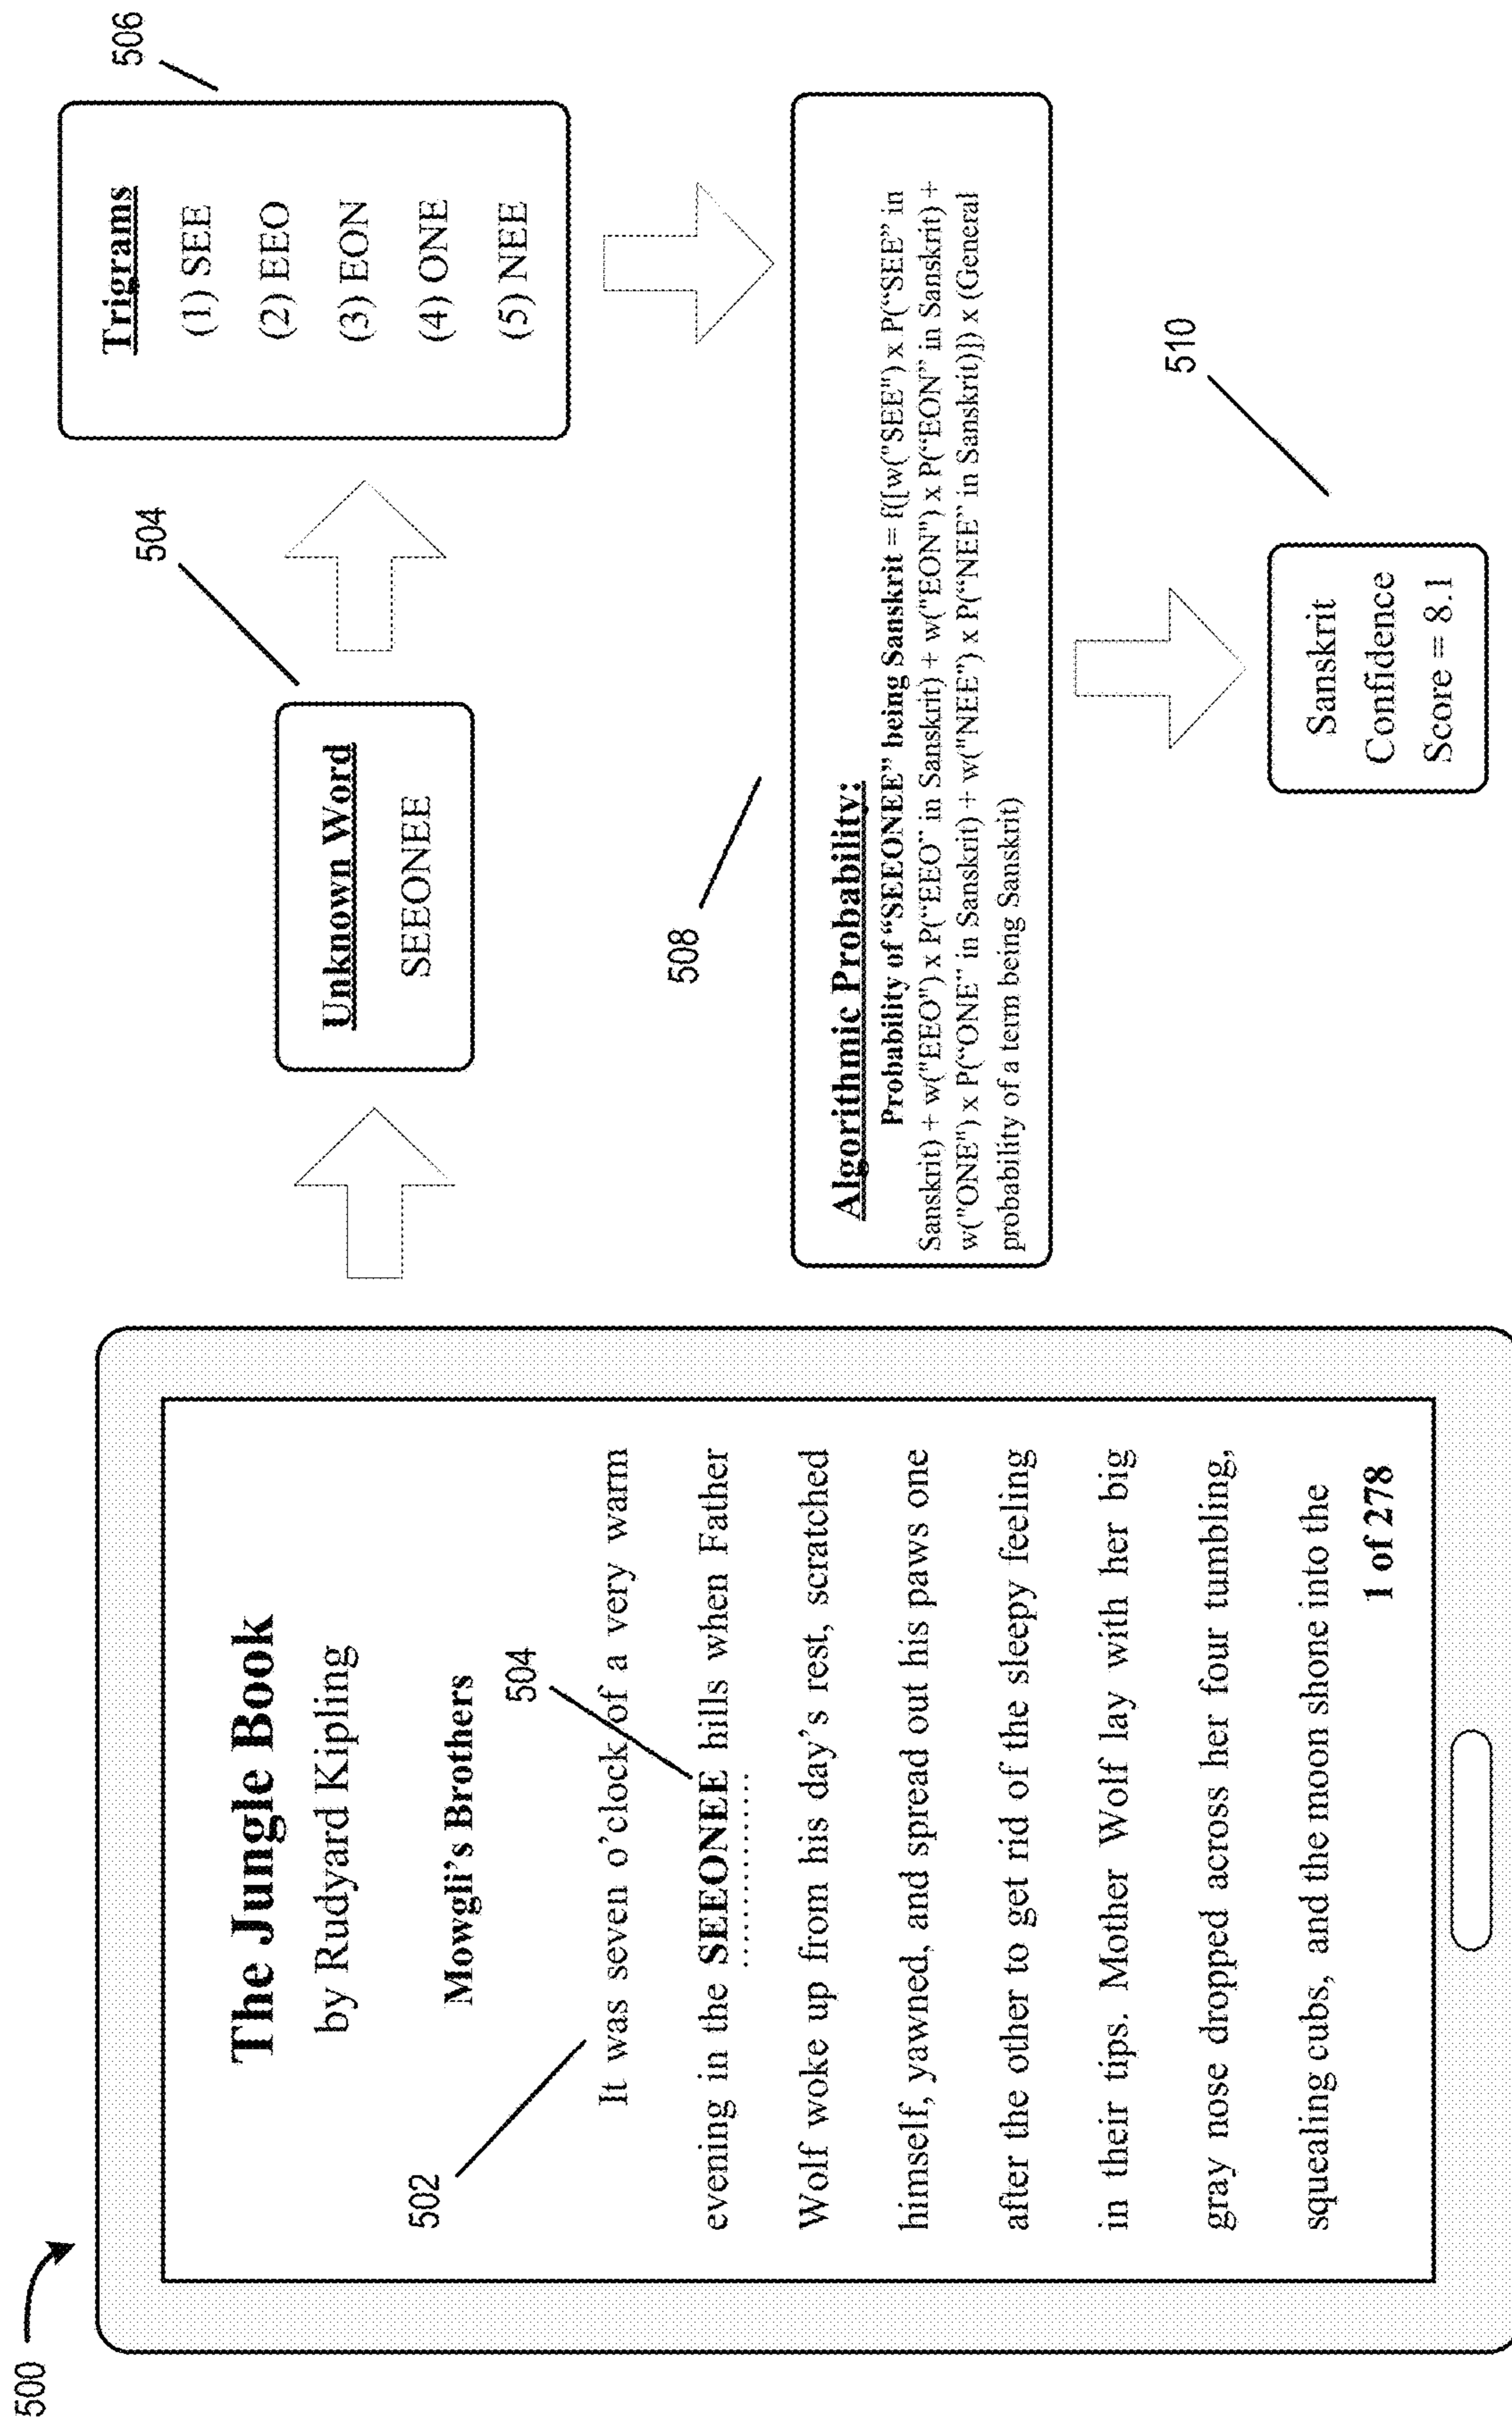 500
The Jungle Book
by Rudyard Kipling
Mowgli's Brothers
502
504
It was seven o'clock of a very warm
evening in the SEEONEE hills when Father
Wolf woke up from his day's rest, scratched
himself, yawned, and spread out his paws one
after the other to get rid of the sleepy feeling
in their tips. Mother Wolf lay with her big
gray nose dropped across her four tumbling,
squealing cubs, and the moon shone into the
1 of 278
504
Unknown Word
SEEONEE
506
Trigrams
(1) SEE
(2) EEO
(3) EON
(4) ONE
(5) NEE
508
Algorithmic Probability:
Probability of “SEEONEE” being Sanskrit = f([w("SEE") x P(“SEE” in
Sanskrit) + w("EEO") x P(“EEO” in Sanskrit) + w("EON") x P(“EON” in Sanskrit) +
w("ONE") x P(“ONE” in Sanskrit) + w("NEE") x P(“NEE” in Sanskrit)]) x (General
probability of a term being Sanskrit)
510
Sanskrit
Confidence
Score = 8.1